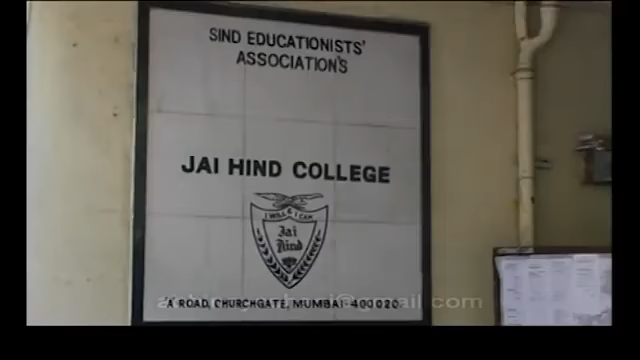 SIND EDUCATIONISTS'
ASSOCIATION'S
JAI HIND COLLEGE
I WILL & I CAN
Jai
Hind
'A' ROAD, CHURCHGATE, MUMBAI-400020.